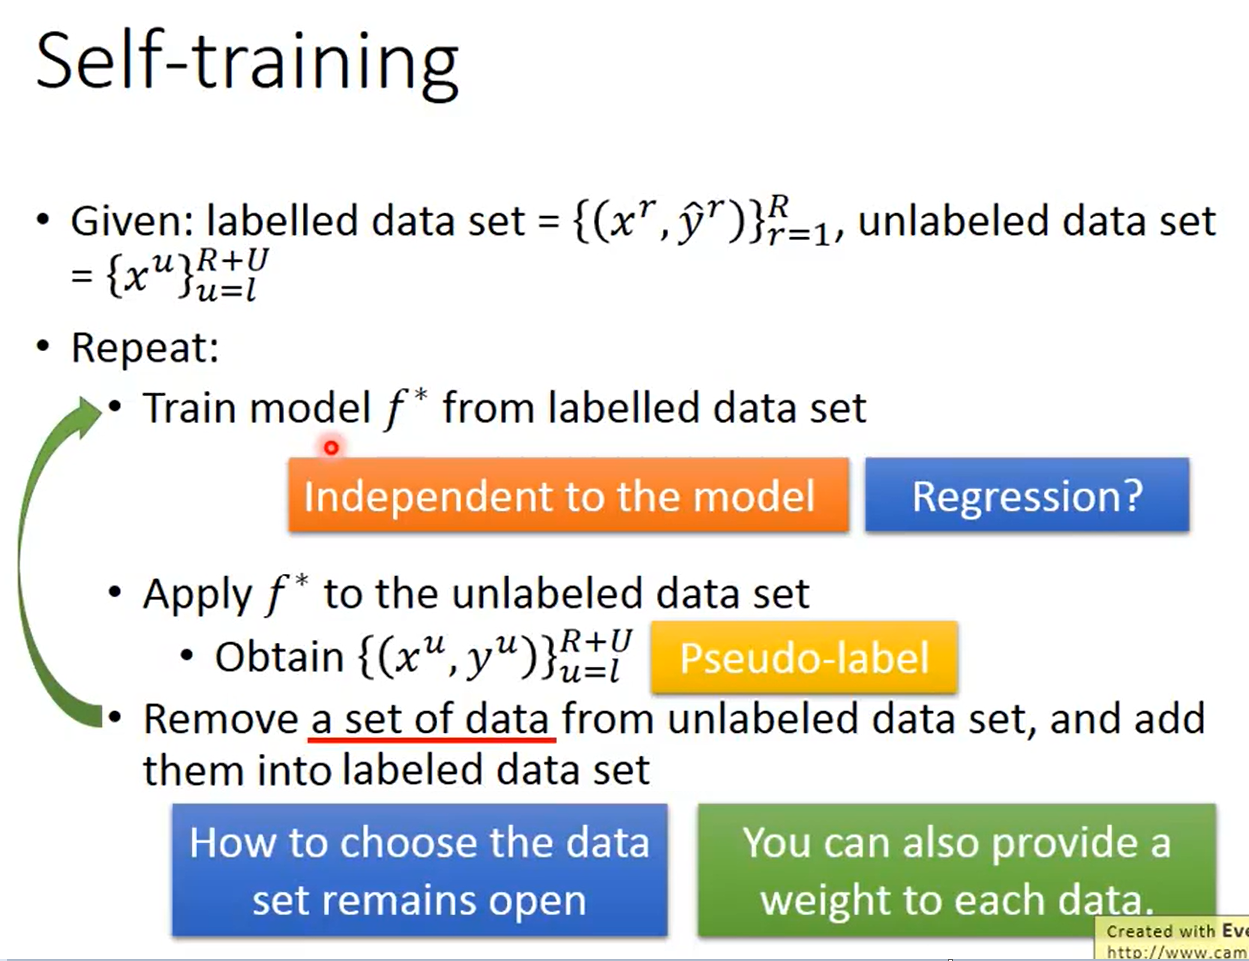 Self-training
• Given: labelled data set = {(x^r, ŷ^r)}_{r=1}^{R}, unlabeled data set
= {x^u}_{u=l}^{R+U}
• Repeat:
• Train model f* from labelled data set
Independent to the model
Regression?
• Apply f* to the unlabeled data set
• Obtain {(x^u, y^u)}_{u=l}^{R+U}
Pseudo-label
• Remove a set of data from unlabeled data set, and add
them into labeled data set
How to choose the data
set remains open
You can also provide a
weight to each data.
Created with
http://www.cam